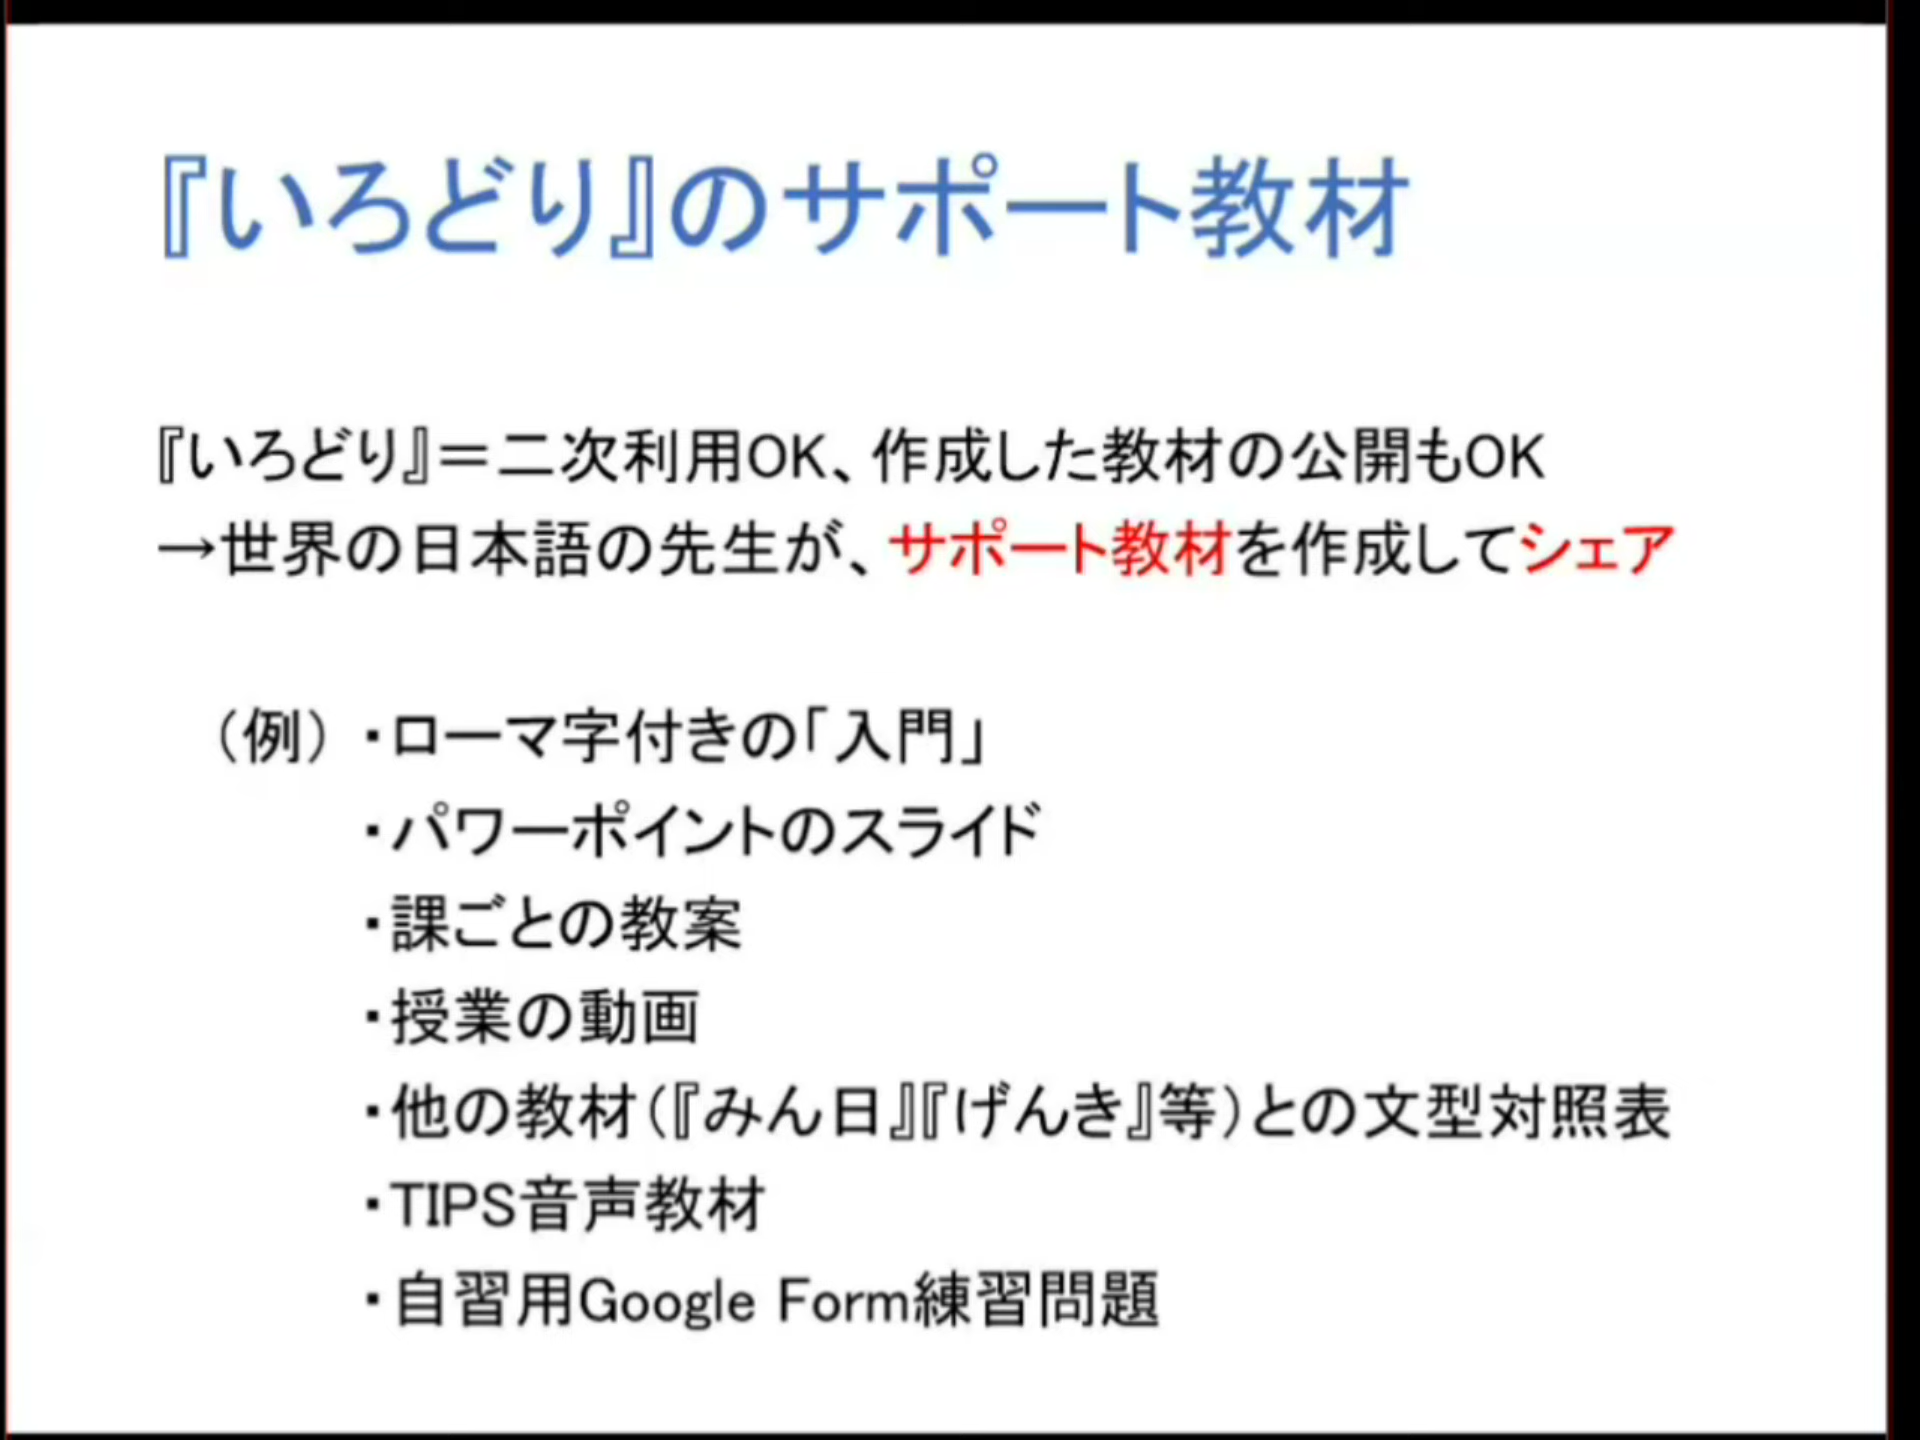 『いろどり』のサポート教材
『いろどり』＝二次利用OK、作成した教材の公開もOK
→世界の日本語の先生が、サポート教材を作成してシェア
（例）・ローマ字付きの「入門」
・パワーポイントのスライド
・課ごとの教案
・授業の動画
・他の教材（『みん日』『げんき』等）との文型対照表
・TIPS音声教材
・自習用Google Form練習問題